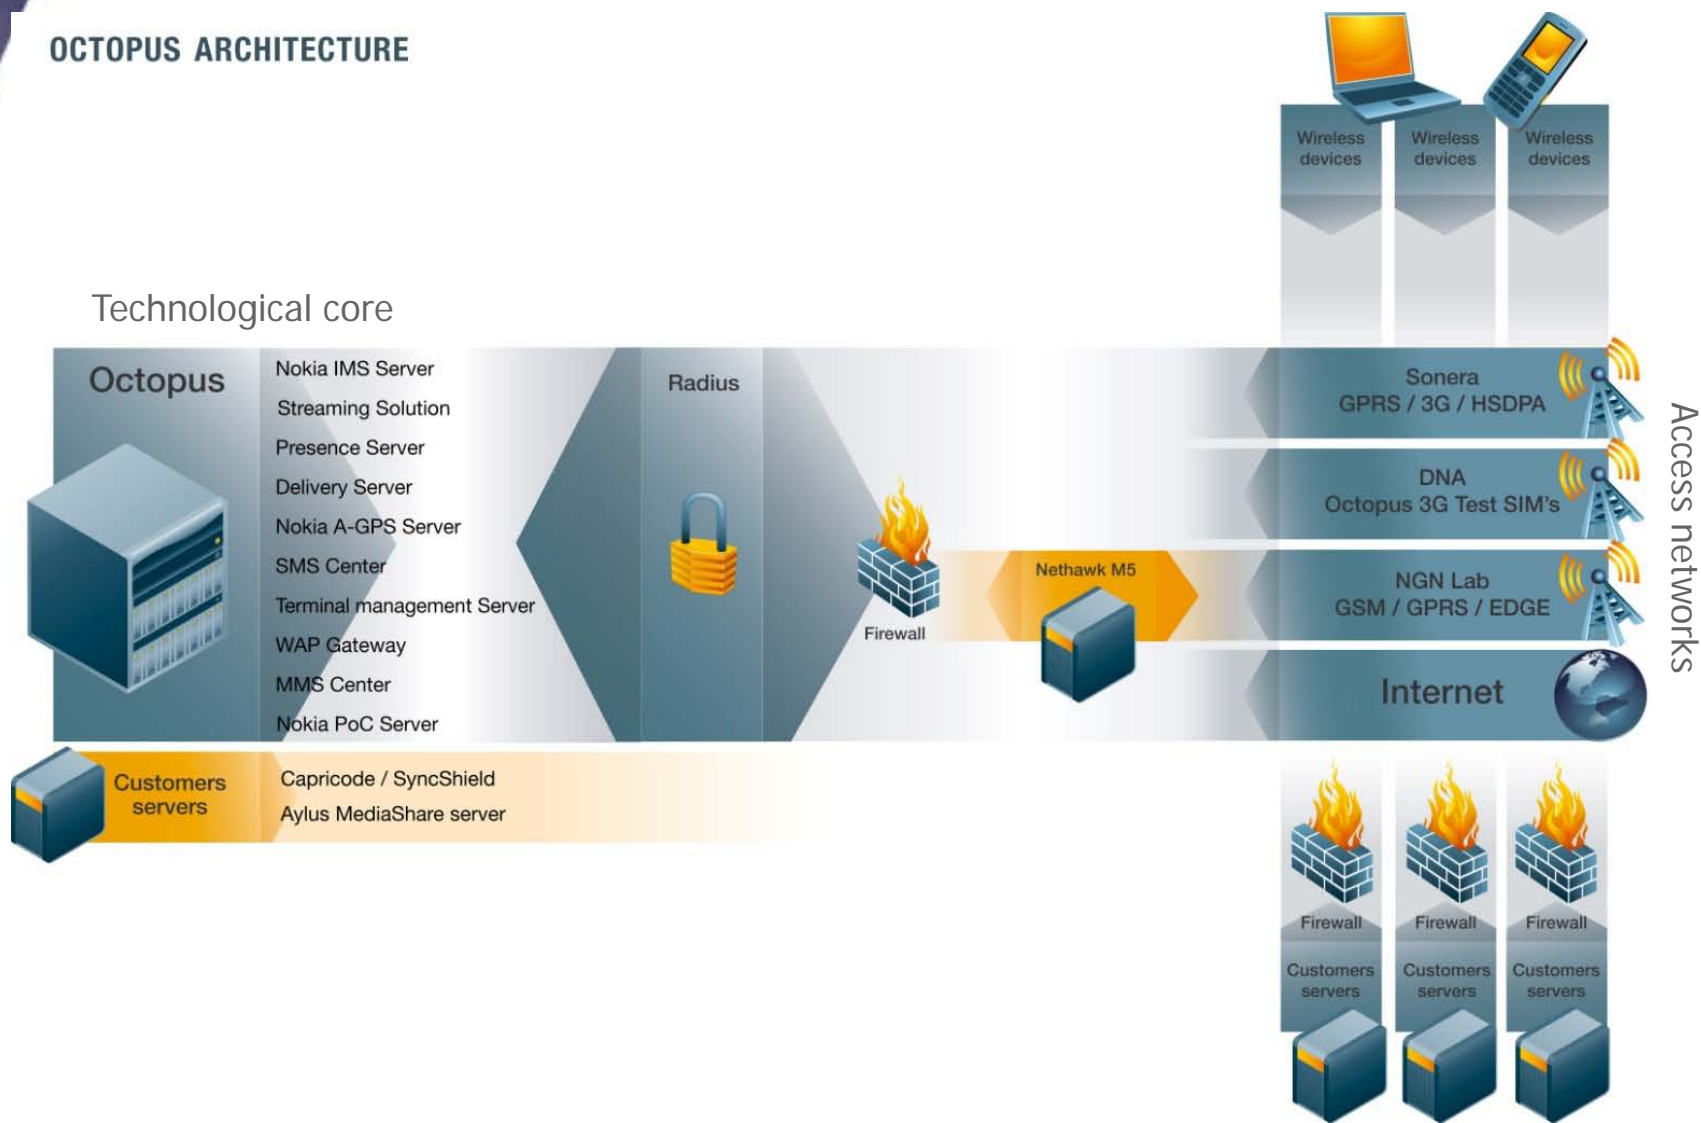 OCTOPUS ARCHITECTURE
Wireless
devices
Wireless
devices
Wireless
devices
Technological core
Octopus
Nokia IMS Server
Streaming Solution
Presence Server
Delivery Server
Nokia A-GPS Server
SMS Center
Terminal management Server
WAP Gateway
MMS Center
Nokia PoC Server
Radius
Firewall
Nethawk M5
Sonera
GPRS / 3G / HSDPA
DNA
Octopus 3G Test SIM's
NGN Lab
GSM / GPRS / EDGE
Internet
Access networks
Customers
servers
Capricode / SyncShield
Aylus MediaShare server
Firewall
Firewall
Firewall
Customers
servers
Customers
servers
Customers
servers